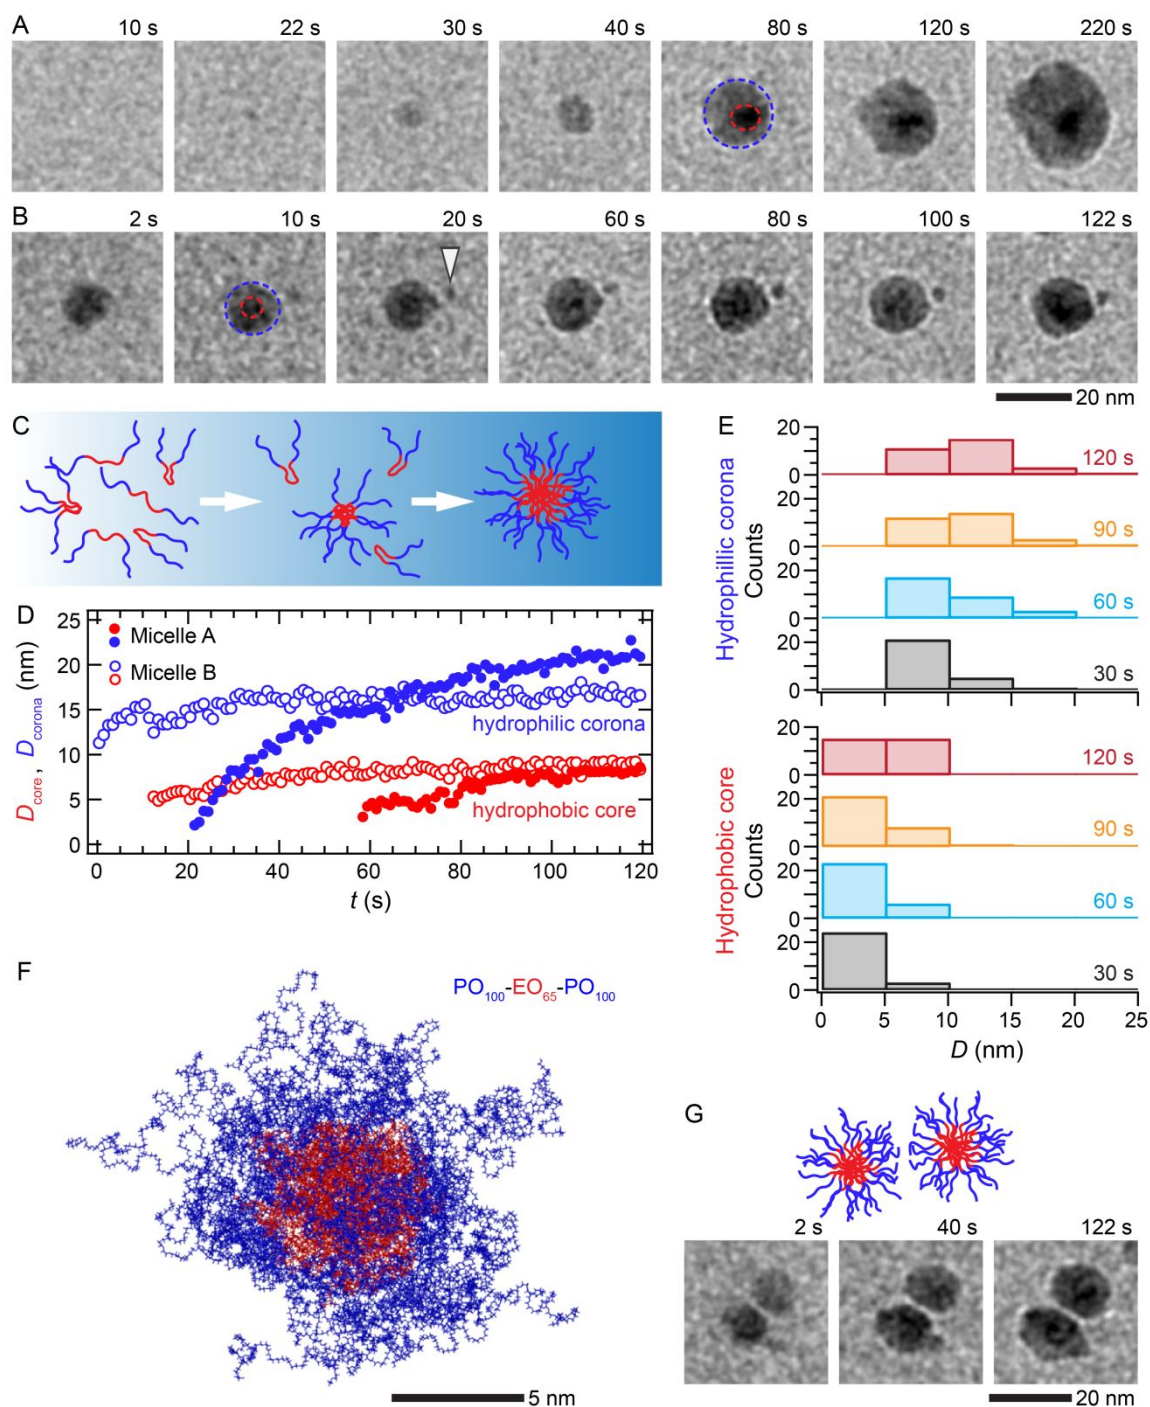 A
10 s 22 s 30 s 40 s 80 s 120 s 220 s
B
2 s 10 s 20 s 60 s 80 s 100 s 122 s
20 nm
C
D
25
20
15
10
5
0
D_core, D_corona (nm)
Micelle A
Micelle B
hydrophilic corona
hydrophobic core
0 20 40 60 80 100 120
t (s)
E
Hydrophillic corona
Counts
20
0
120 s
20
0
90 s
20
0
60 s
20
0
30 s
Hydrophobic core
Counts
20
0
120 s
20
0
90 s
20
0
60 s
20
0
30 s
0 5 10 15 20 25
D (nm)
F
PO100-EO65-PO100
5 nm
G
2 s 40 s 122 s
20 nm